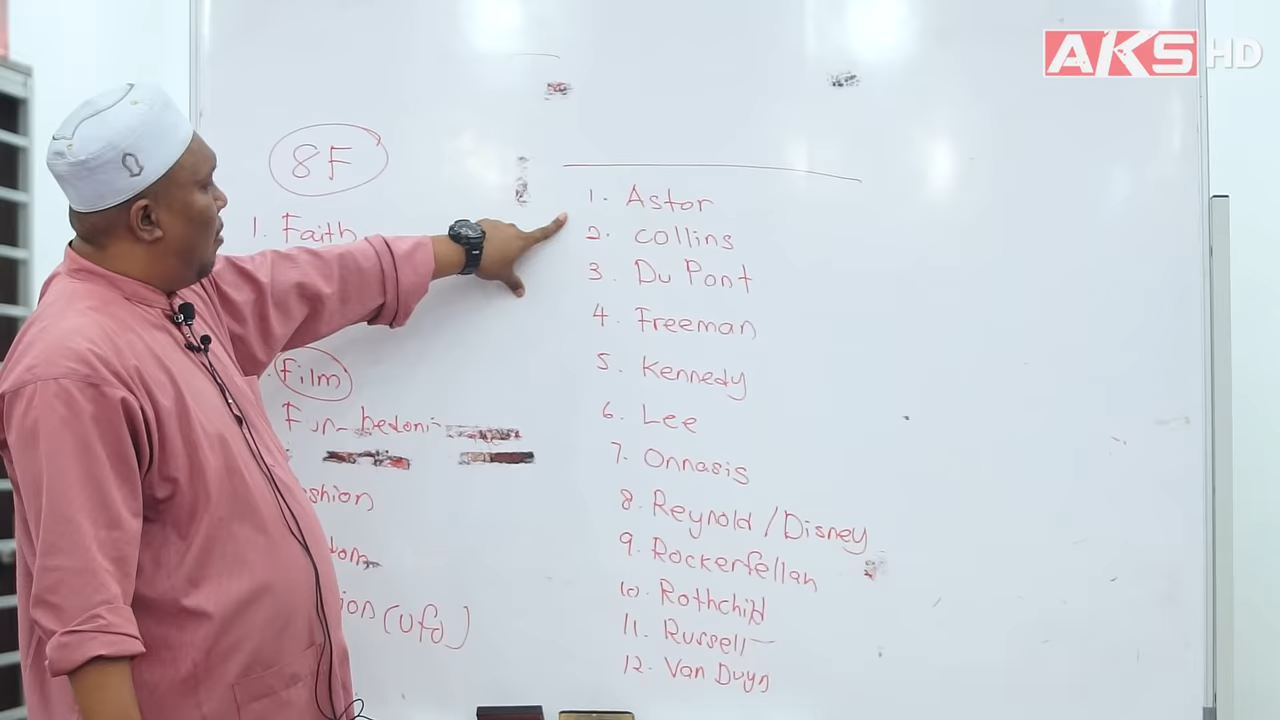 AKS HD
8F
1. Faith
Film
Fun hedoni
shion
ion (ufo)
1. Astor
2. collins
3. Du Pont
4. Freeman
5. Kennedy
6. Lee
7. Onnasis
8. Reynold / Disney
9. Rockerfellah
10. Rothchild
11. Russell
12. Van Duyn